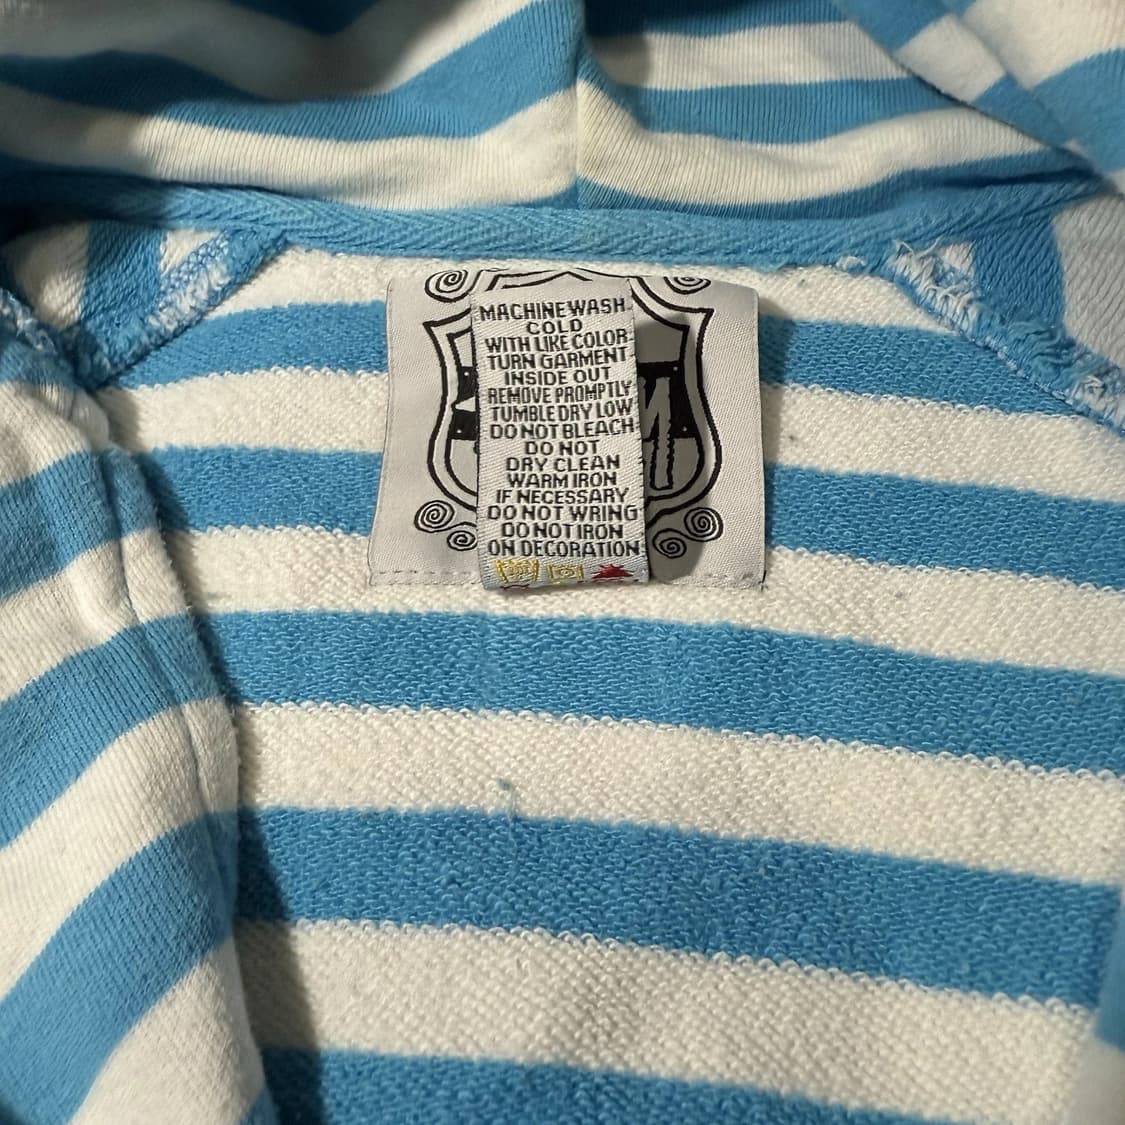 MACHINE WASH
COLD
WITH LIKE COLOR
TURN GARMENT
INSIDE OUT
REMOVE PROMPTLY
TUMBLE DRY LOW
DO NOT BLEACH
DO NOT
DRY CLEAN
WARM IRON
IF NECESSARY
DO NOT WRING
DO NOT IRON
ON DECORATION